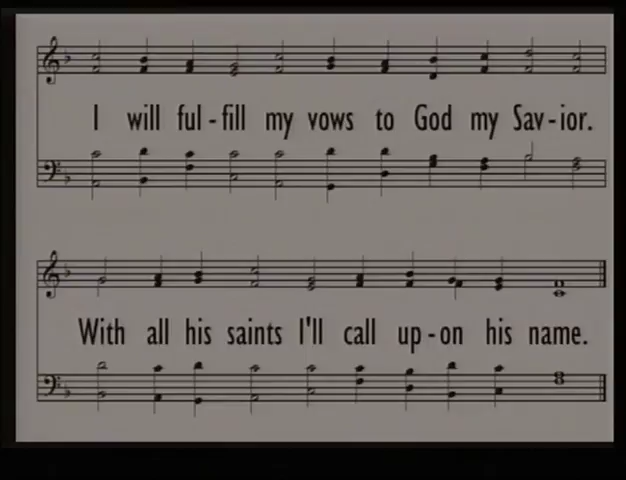 I will ful-fill my vows to God my Sav-ior.
With all his saints I'll call up-on his name.